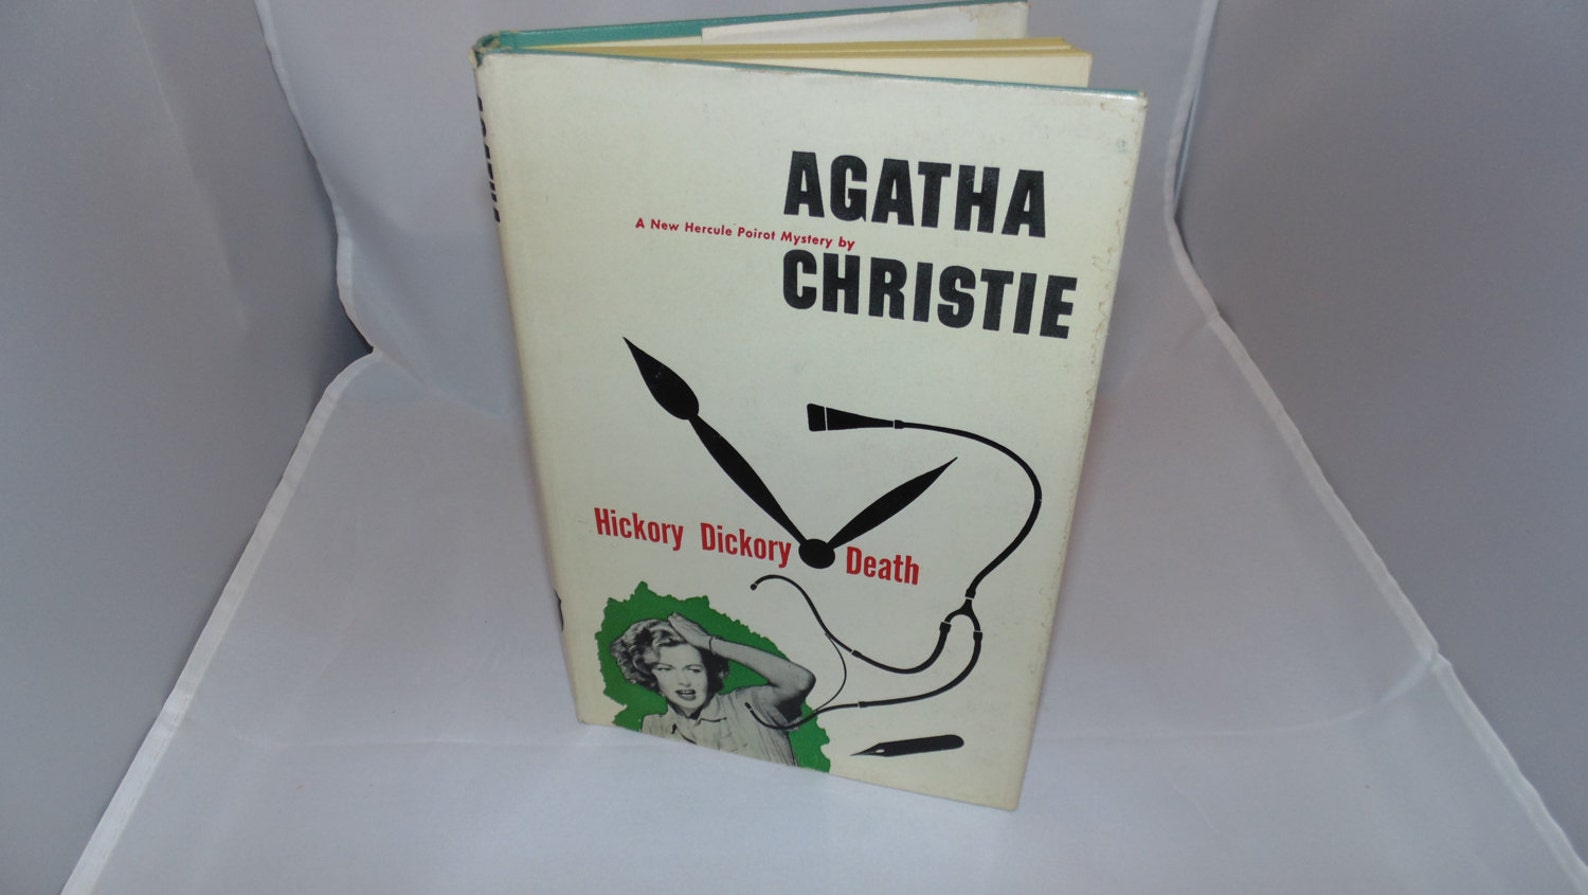 AGATHA
A New Hercule Poirot Mystery by
CHRISTIE
Hickory Dickory Death